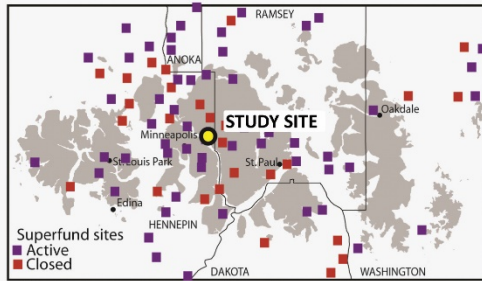 RAMSEY
ANOKA
Oakdale
STUDY SITE
Minneapolis
St. Louis Park
St. Paul
Edina
HENNEPIN
Superfund sites
Active
Closed
DAKOTA
WASHINGTON